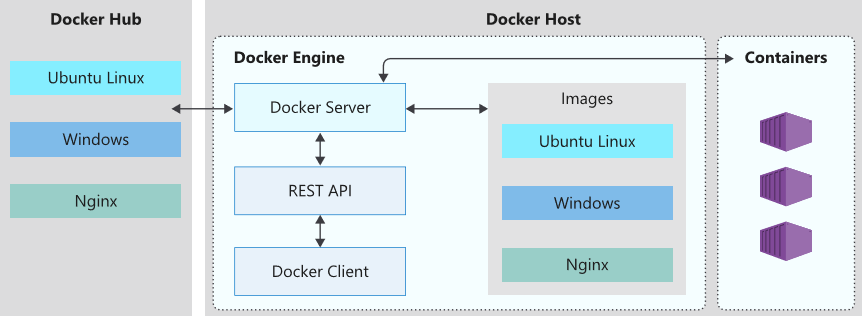 Docker Hub
Ubuntu Linux
Windows
Nginx
Docker Host
Docker Engine
Docker Server
REST API
Docker Client
Images
Ubuntu Linux
Windows
Nginx
Containers